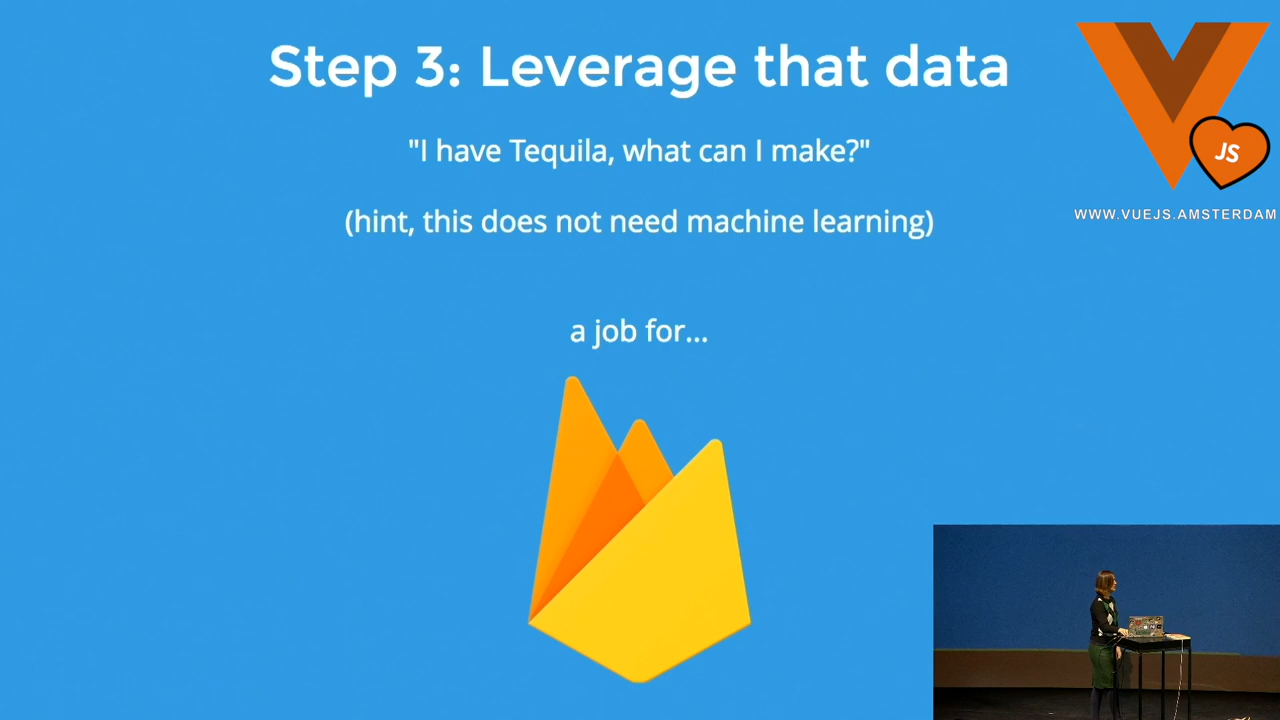 Step 3: Leverage that data
"I have Tequila, what can I make?"
(hint, this does not need machine learning)
a job for...
JS
WWW.VUEJS.AMSTERDAM